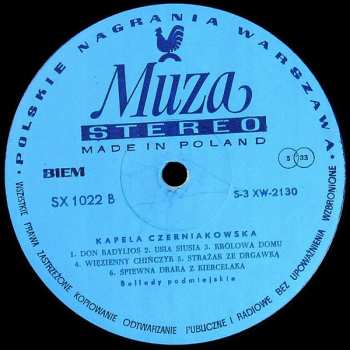 · POLSKIE NAGRANIA WARSZAWA ·
Muza
STEREO
MADE IN POLAND
BIEM
S 33
SX 1022 B
S-3 XW-2130
KAPELA CZERNIAKOWSKA
1. DON BADYLIOS 2. USIA SIUSIA 3. KRÓLOWA DOMU
4. WIĘZIENNY CHIŃCZYK 5. STRAŻAK ZE DRGAWKĄ
6. ŚPIEWNA DRAKA Z KIERCELAKA
Ballady podmiejskie
WSZYSTKIE PRAWA ZASTRZEŻONE KOPIOWANIE ODTWARZANIE PUBLICZNE I RADIOWE BEZ UPOWAŻNIENIA WZBRONIONE